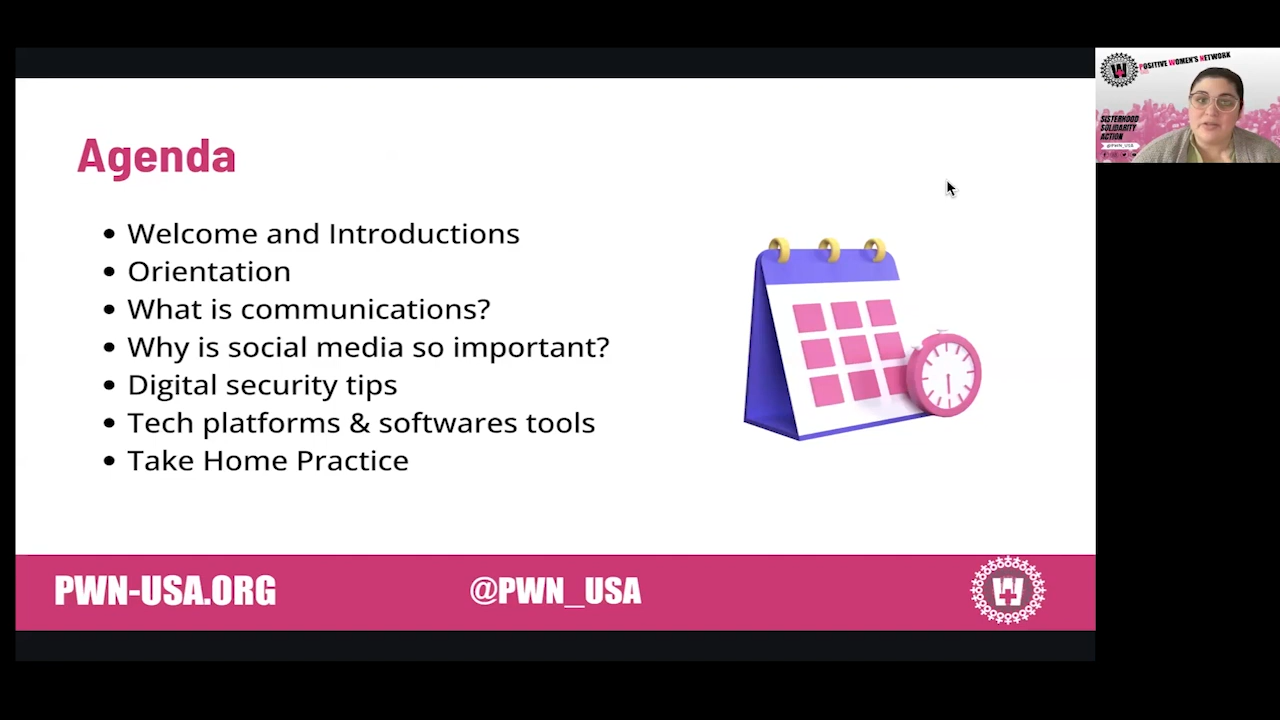 Agenda
Welcome and Introductions
Orientation
What is communications?
Why is social media so important?
Digital security tips
Tech platforms & softwares tools
Take Home Practice
PWN-USA.ORG
@PWN_USA
POSITIVE WOMEN'S NETWORK
SISTERHOOD
SOLIDARITY
ACTION
@PWN_USA